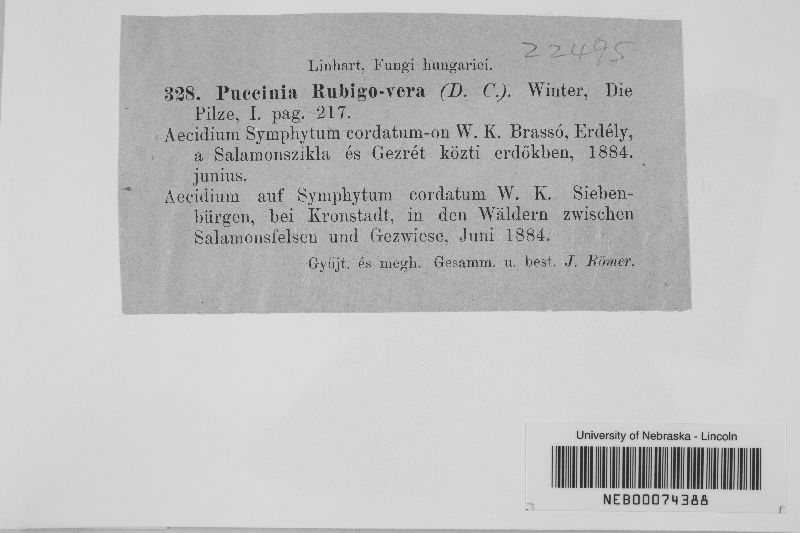 22495
Linhart, Fungi hungarici.
328. Puccinia Rubigo-vera (D. C.). Winter, Die
Pilze, I. pag. 217.
Aecidium Symphytum cordatum-on W. K. Brassó, Erdély,
a Salamonszikla és Gezrét közti erdőkben, 1884.
junius.
Aecidium auf Symphytum cordatum W. K. Sieben-
bürgen, bei Kronstadt, in den Wäldern zwischen
Salamonsfelsen und Gezwiese, Juni 1884.
Gyüjt. és megh. Gesamm. u. best. J. Römer.
University of Nebraska - Lincoln
NEB00074388